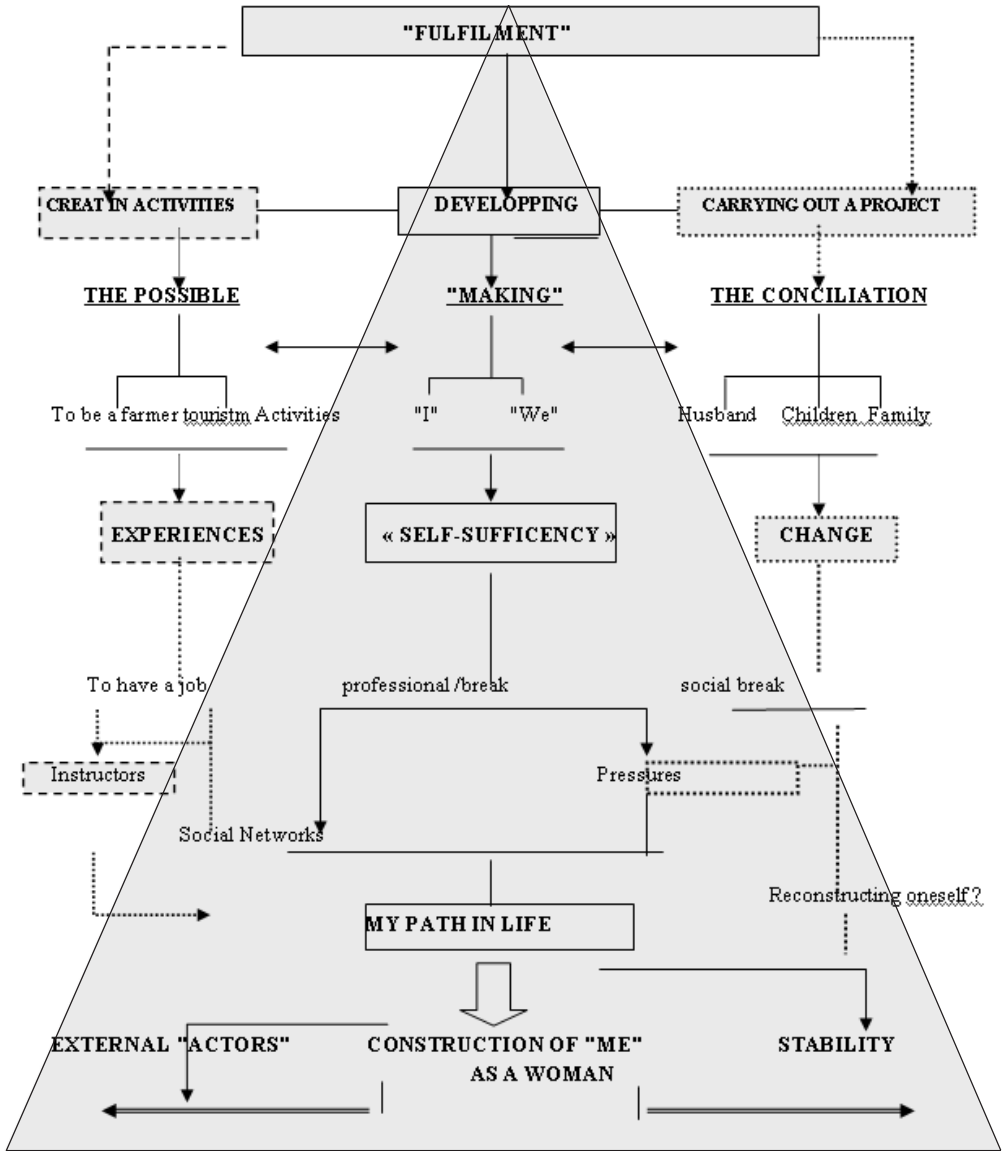 "FULFILMENT"
CREAT IN ACTIVITIES
DEVELOPPING
CARRYING OUT A PROJECT
THE POSSIBLE
"MAKING"
THE CONCILIATION
To be a farmer touristm Activities
"I"
"We"
Husband
Children
Family
EXPERIENCES
« SELF-SUFFICENCY »
CHANGE
To have a job
professional /break
social break
Instructors
Pressures
Social Networks
Reconstructing oneself ?
MY PATH IN LIFE
EXTERNAL "ACTORS"
CONSTRUCTION OF "ME"
AS A WOMAN
STABILITY